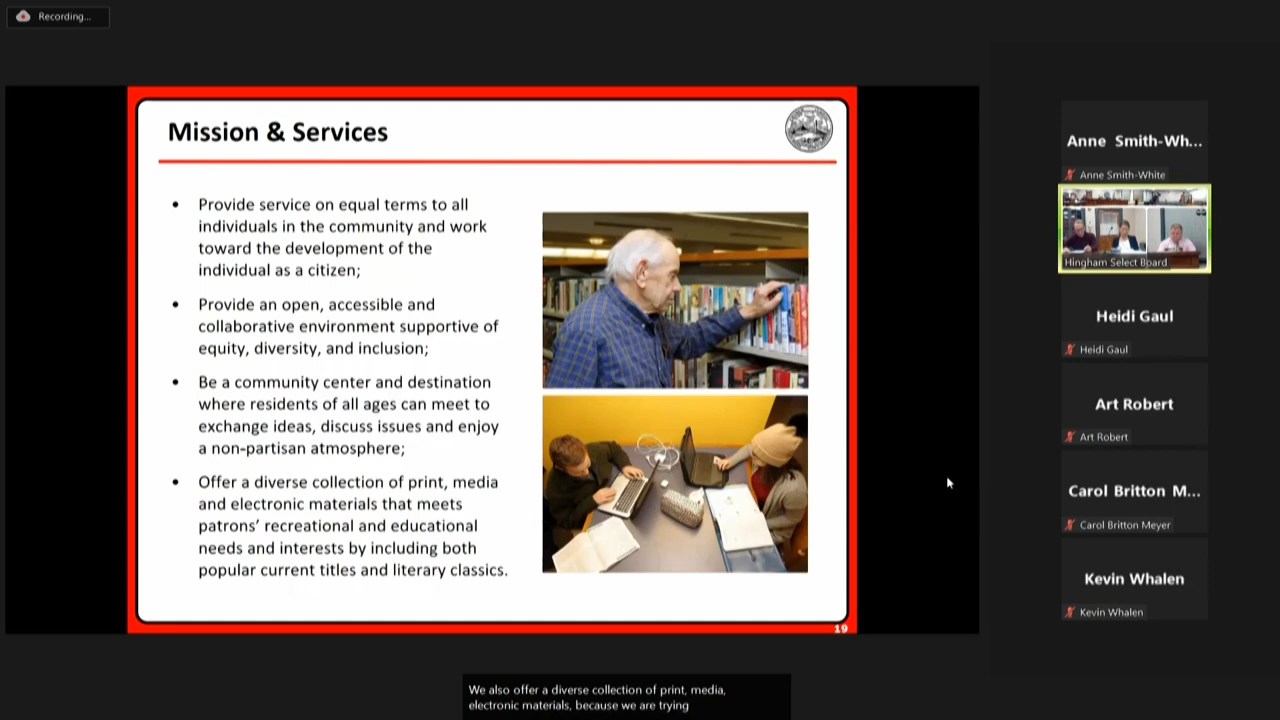 Recording...
Mission & Services
• Provide service on equal terms to all
individuals in the community and work
toward the development of the
individual as a citizen;
• Provide an open, accessible and
collaborative environment supportive of
equity, diversity, and inclusion;
• Be a community center and destination
where residents of all ages can meet to
exchange ideas, discuss issues and enjoy
a non-partisan atmosphere;
• Offer a diverse collection of print, media
and electronic materials that meets
patrons’ recreational and educational
needs and interests by including both
popular current titles and literary classics.
19
Anne Smith-Wh...
Anne Smith-White
Hingham Select Board
Heidi Gaul
Heidi Gaul
Art Robert
Art Robert
Carol Britton M...
Carol Britton Meyer
Kevin Whalen
Kevin Whalen
We also offer a diverse collection of print, media,
electronic materials, because we are trying